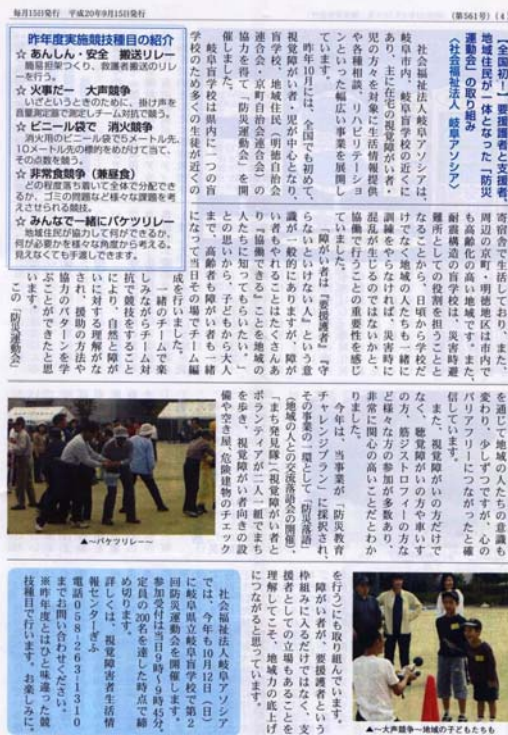 毎月15日発行　平成20年9月15日発行
(第561号)(4)
【全国初！】要援護者と支援者、
地域住民が一体となった「防災
運動会」の取り組み
〈社会福祉法人　岐阜アソシア〉
社会福祉法人岐阜アソシアは、
岐阜市内、岐阜盲学校の近くに
あり、主に在宅の視覚障がい者・
児の方々を対象に生活情報提供
や各種相談、リハビリテーショ
ンといった幅広い事業を展開し
ています。
昨年10月には、全国でも初めて、
視覚障がい者・児が中心となり、
盲学校、地域住民（明徳自治会
連合会・京町自治会連合会）の
協力を得て『防災運動会』を開
催しました。
岐阜盲学校は県内に一つの盲
学校のため多くの生徒が近くの
昨年度実施競技種目の紹介
☆ あんしん・安全　搬送リレー
簡易担架づくり、救護者搬送のリレ
ーを行う。
☆ 火事だー　大声競争
いざというときのために、掛け声を
音量測定器で測定しチーム対抗で競う。
☆ ビニール袋で　消火競争
消火用のビニール袋で5メートル先、
10メートル先の標的をめがけて当て、
その点数を競う。
☆ 非常食競争（兼昼食）
どの程度落ち着いて全体で分配でき
るか、ゴミの問題など様々な課題を考
えさせられる競技。
☆ みんなで一緒にバケツリレー
地域住民が協力して何ができるか、
何が必要かを様々な角度から考える。
見えなくても手渡しできます。
寄宿舎で生活しており、また、
周辺の京町、明徳地区は市内で
も高齢化の高い地域です。また、
耐震構造の盲学校は、災害時避
難所としての役割を担うことと
なることから、日頃から学校だ
けでなく地域の人たちも一緒に
訓練をやらなければ、災害時に
混乱が生じるのではないかと、
協働で行うことの重要性を感じ
ていました。
「障がい者は『要援護者』『守
らないといけない人』という意
識が一般的にありますが、障が
い者もやれることはたくさんあ
り『協働できる』ことを地域の
人たちに知ってもらいたい。」
との思いから、子どもから大人
まで、高齢者も障がい者も一緒
になって当日その場でチーム編
成を行いました。
一緒のチームで楽
しみながらチーム対
抗で競技をすること
により、自然と障が
いに対する理解がな
され、援助の方法や
協力のパターンを学
ぶことができたと思
います。
この『防災運動会』
を通じて地域の人たちの意識も
変わり、少しずつですが、心の
バリアフリーにつながったと確
信しています。
また、視覚障がいの方だけで
なく、聴覚障がいの方や車いす
の方、筋ジストロフィーの方な
ど様々な方の参加が多数あり、
非常に関心の高いことだとわか
りました。
今年は、当事業が「防災教育
チャレンジプラン」に採択され、
その事業の一環として「防災落語」
（地域の人との交流落語会の開催）、
「まち発見隊」（視覚障がい者と
ボランティアが二人一組でまち
を歩き、視覚障がい者向きの設
備や空き屋、危険建物のチェック
▲〜バケツリレー〜
を行う）にも取り組んでいます。
障がい者が、要援護者という
枠組みに入るだけではなく、支
援者としての立場もあることを
理解してこそ、地域力の底上げ
につながると思っています。
▲〜大声競争〜地域の子どもたちも
社会福祉法人岐阜アソシア
では、今年も10月12日（日）
に岐阜県立岐阜盲学校で第2
回防災運動会を開催します。
参加受付は当日9時〜9時45分。
定員の200名を達した時点で締
め切ります。
詳しくは、視覚障害者生活情
報センターぎふ
電話058-263-1310
までお問い合わせください。
※昨年度とはひと味違った競
技種目で行います。お楽しみに。